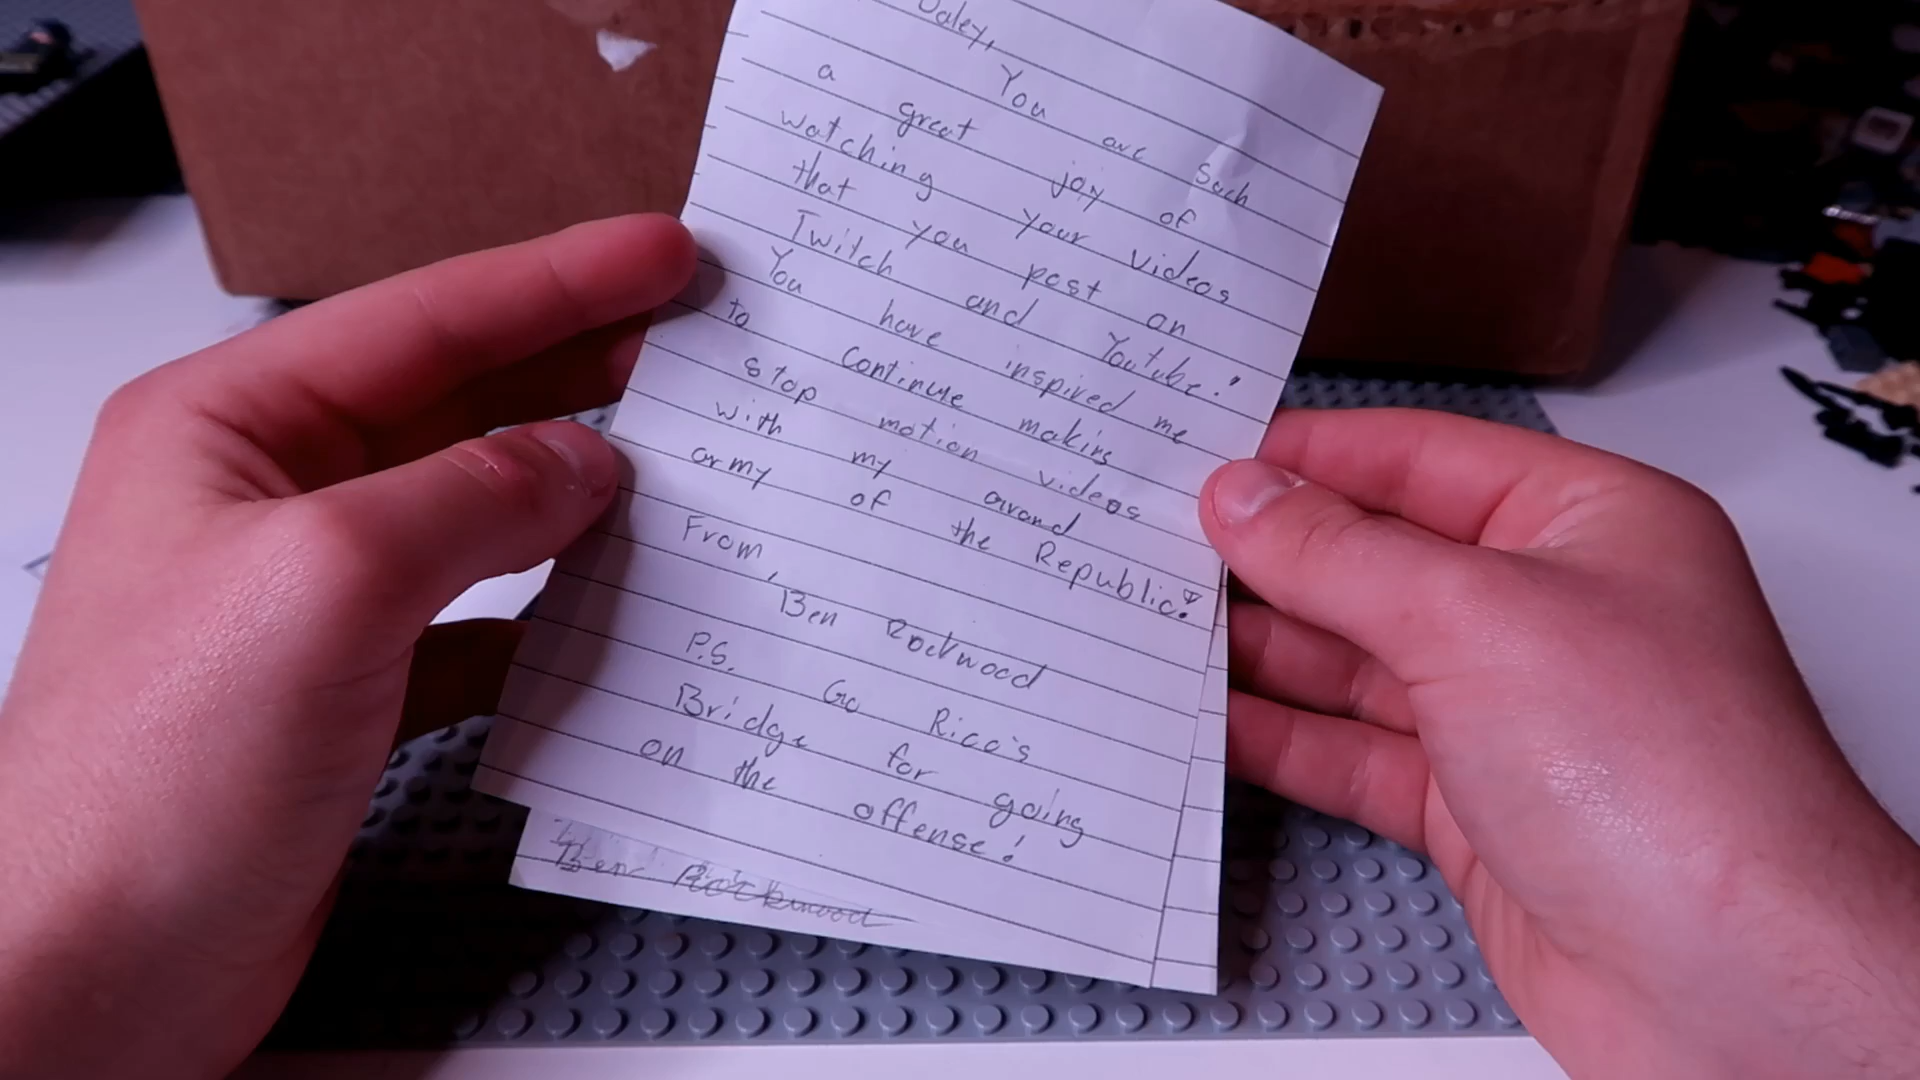 Daley,
You are such
a great joy of
watching your videos
that you post on
Twitch and Youtube!
You have inspired me
to continue making
stop motion videos
with my grand
army of the Republic!
From,
Ben Rockwood
P.S. Go Rico's
Bridge for going
on the offense!
Ben Rockwood